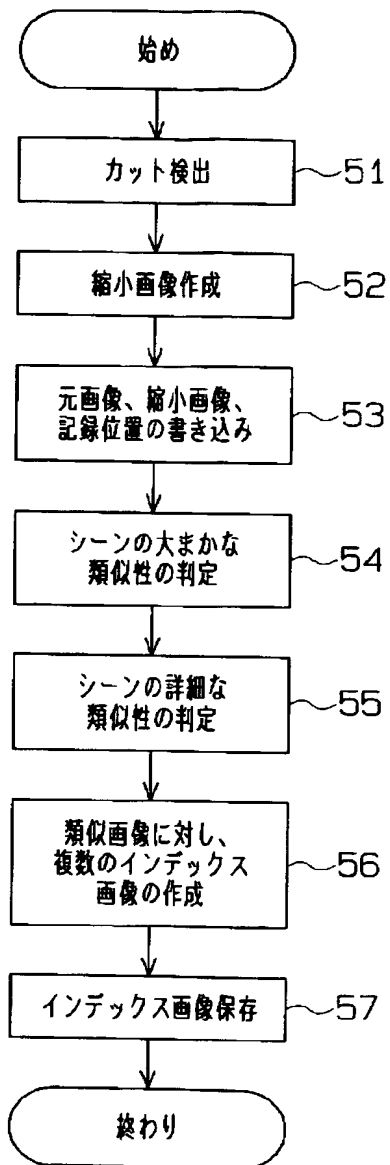 始め
カット検出
51
縮小画像作成
52
元画像、縮小画像、
記録位置の書き込み
53
シーンの大まかな
類似性の判定
54
シーンの詳細な
類似性の判定
55
類似画像に対し、
複数のインデックス
画像の作成
56
インデックス画像保存
57
終わり